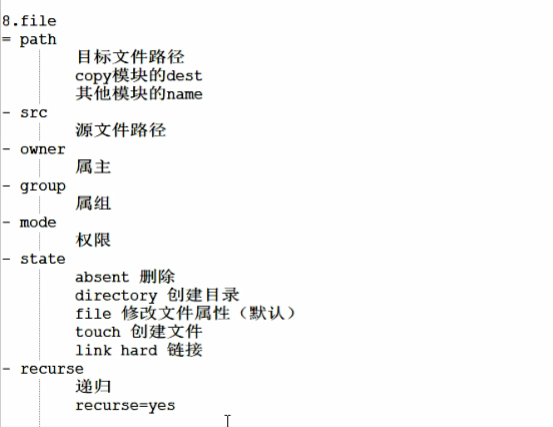 8.file
= path
目标文件路径
copy模块的dest
其他模块的name
- src
源文件路径
- owner
属主
- group
属组
- mode
权限
- state
absent 删除
directory 创建目录
file 修改文件属性（默认）
touch 创建文件
link hard 链接
- recurse
递归
recurse=yes